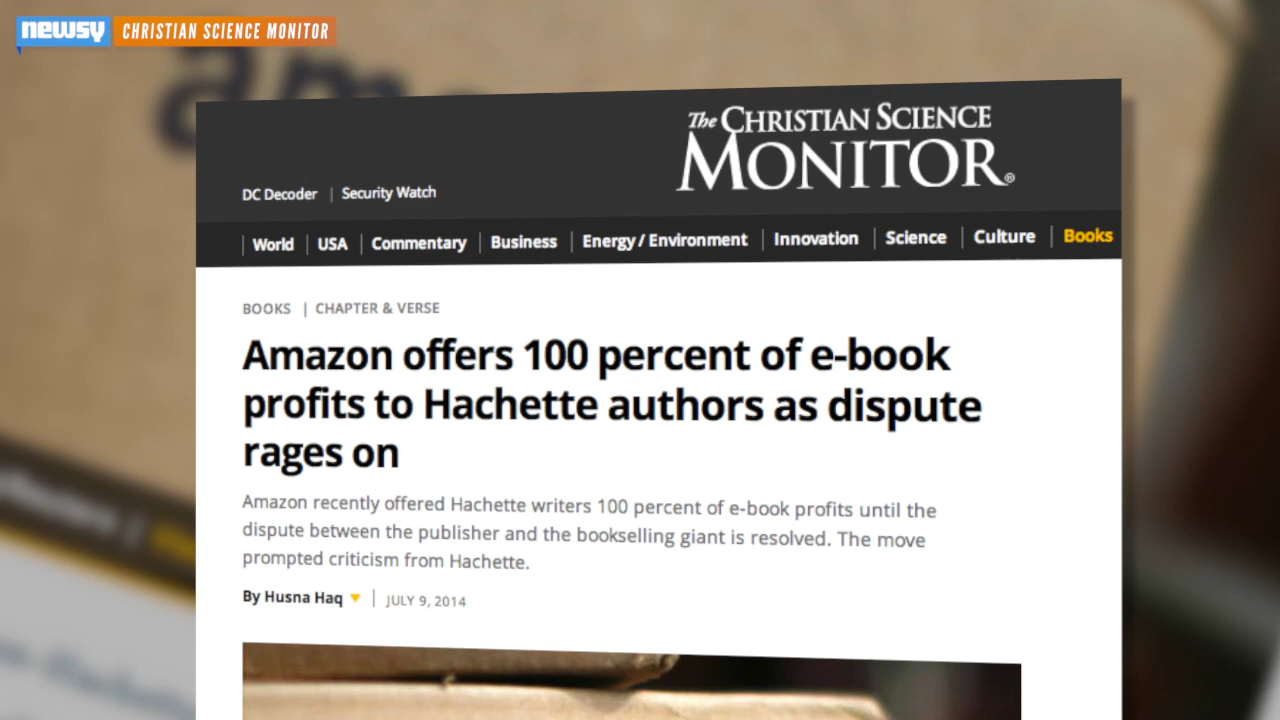 newsy CHRISTIAN SCIENCE MONITOR
am
The CHRISTIAN SCIENCE
MONITOR®
DC Decoder | Security Watch
World | USA | Commentary | Business | Energy / Environment | Innovation | Science | Culture | Books
BOOKS | CHAPTER & VERSE
Amazon offers 100 percent of e-book
profits to Hachette authors as dispute
rages on
Amazon recently offered Hachette writers 100 percent of e-book profits until the
dispute between the publisher and the bookselling giant is resolved. The move
prompted criticism from Hachette.
By Husna Haq | JULY 9, 2014